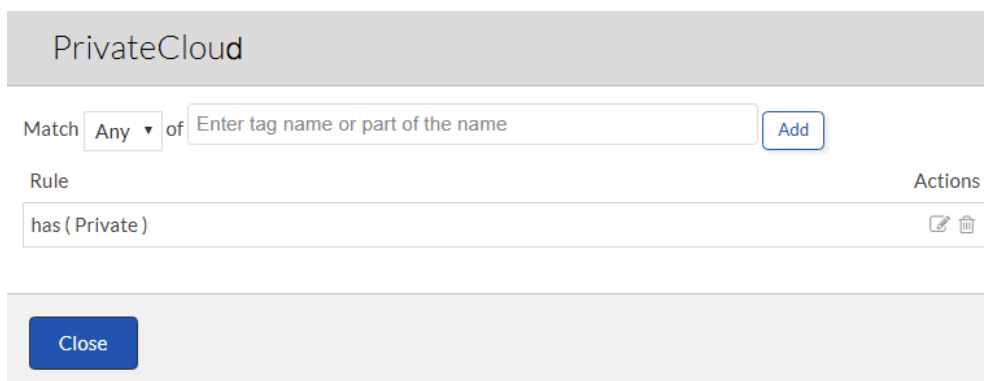 PrivateCloud
Match Any of Enter tag name or part of the name Add
Rule Actions
has ( Private )
Close